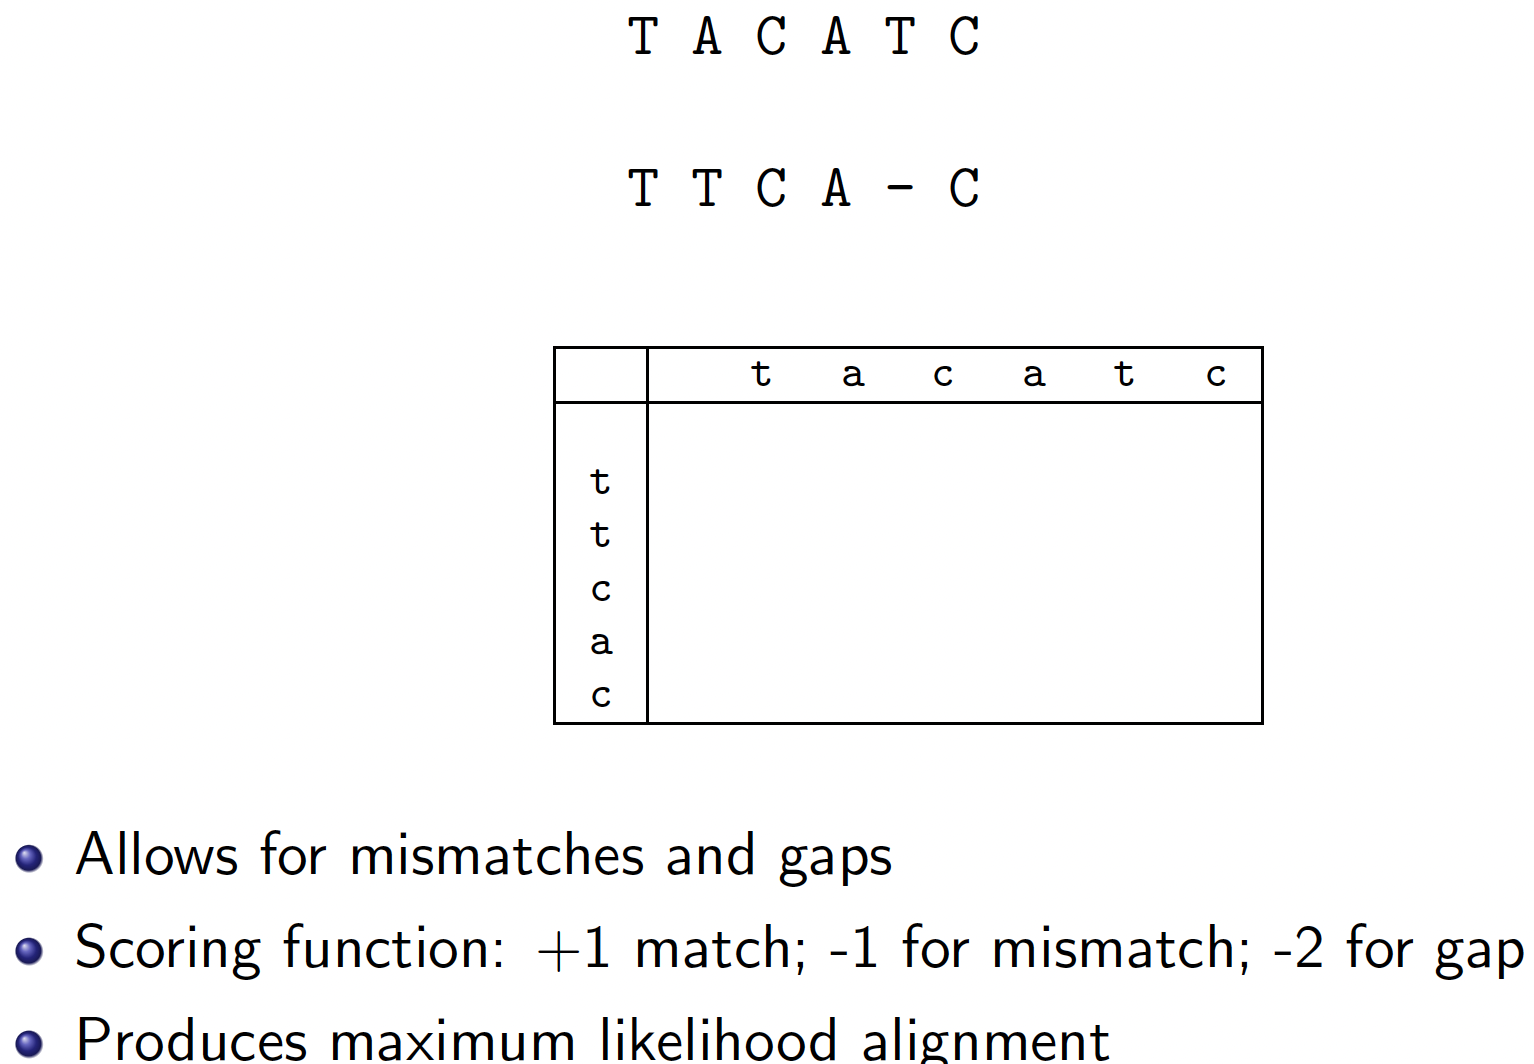 T A C A T C
T T C A - C
t a c a t c
t
t
c
a
c
Allows for mismatches and gaps
Scoring function: +1 match; -1 for mismatch; -2 for gap
Produces maximum likelihood alignment